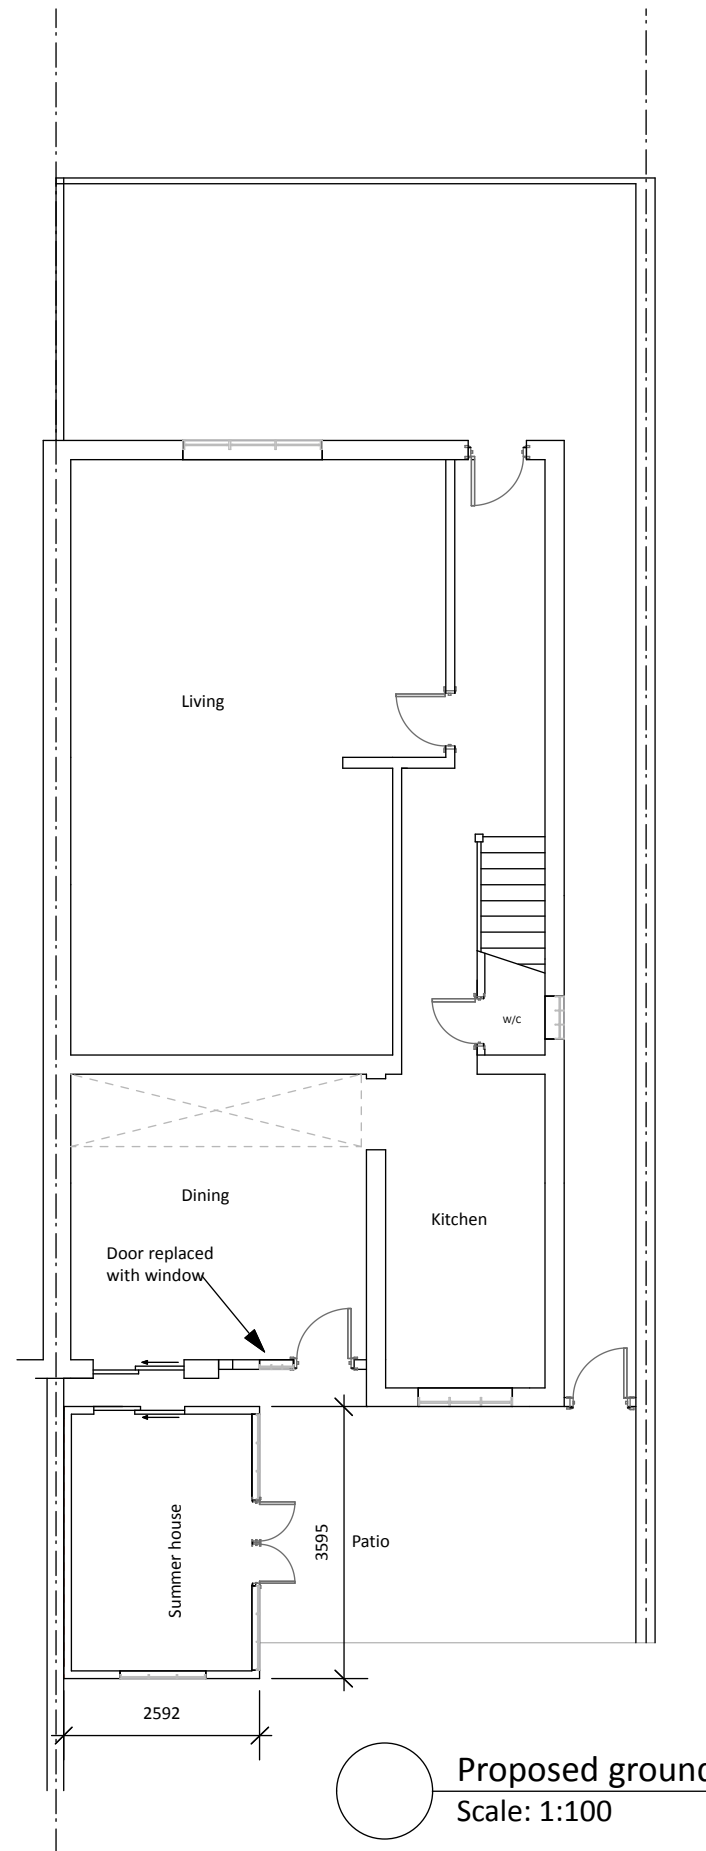 Living
w/c
Dining
Kitchen
Door replaced
with window
Summer house
3595
Patio
2592
Proposed ground
Scale: 1:100